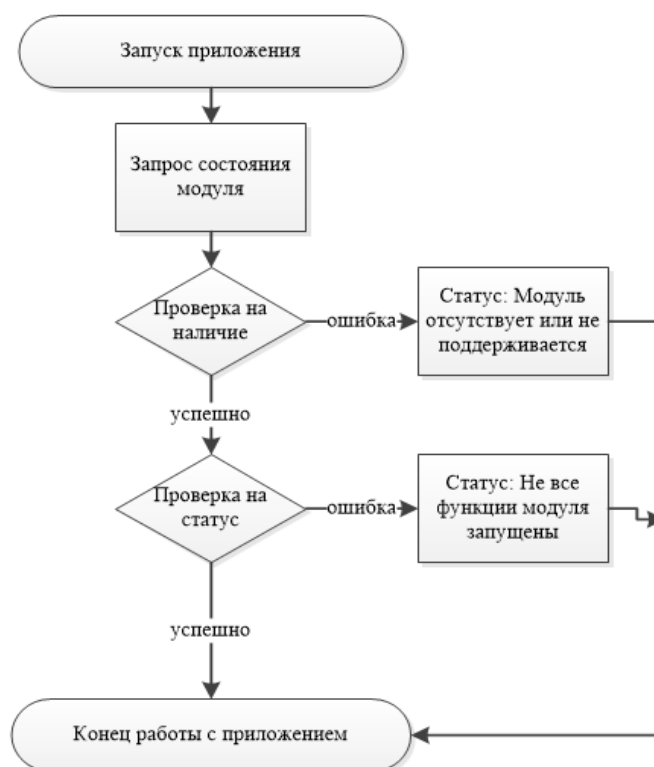 Запуск приложения
Запрос состояния
модуля
Проверка на
наличие
ошибка
Статус: Модуль
отсутствует или не
поддерживается
успешно
Проверка на
статус
ошибка
Статус: Не все
функции модуля
запущены
успешно
Конец работы с приложением